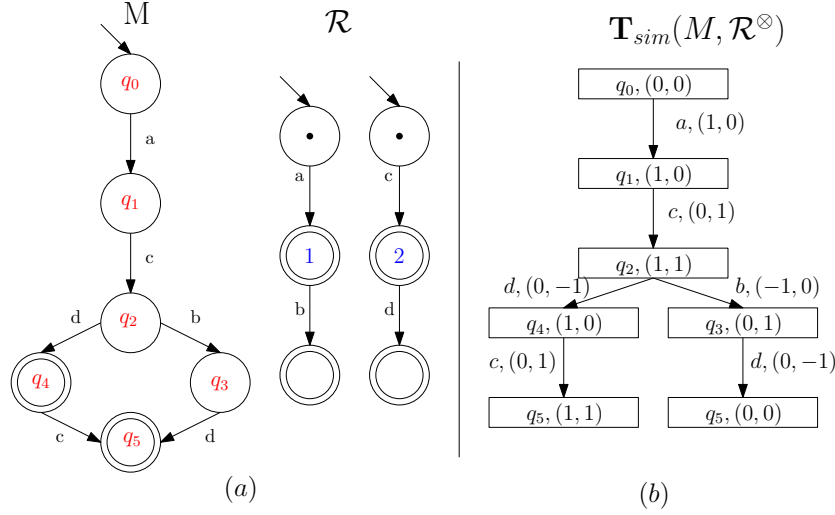 M
q₀
a
q₁
c
q₂
d
b
q₄
q₃
c
d
q₅
(a)
ℛ
a
c
1
2
b
d
𝐓ₛᵢₘ(M, ℛ^⊗)
q₀, (0, 0)
a, (1, 0)
q₁, (1, 0)
c, (0, 1)
q₂, (1, 1)
d, (0, −1)
b, (−1, 0)
q₄, (1, 0)
q₃, (0, 1)
c, (0, 1)
d, (0, −1)
q₅, (1, 1)
q₅, (0, 0)
(b)